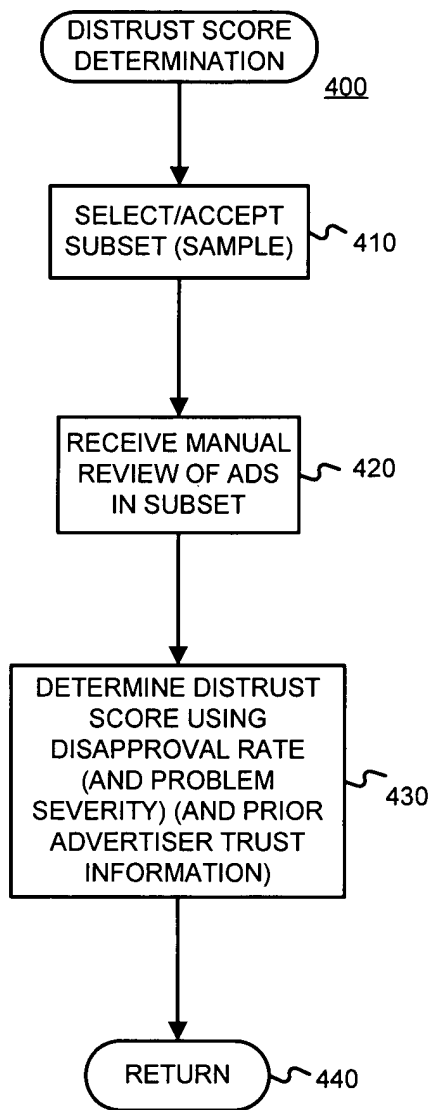 DISTRUST SCORE
DETERMINATION
400
SELECT/ACCEPT
SUBSET (SAMPLE)
410
RECEIVE MANUAL
REVIEW OF ADS
IN SUBSET
420
DETERMINE DISTRUST
SCORE USING
DISAPPROVAL RATE
(AND PROBLEM
SEVERITY) (AND PRIOR
ADVERTISER TRUST
INFORMATION)
430
RETURN
440